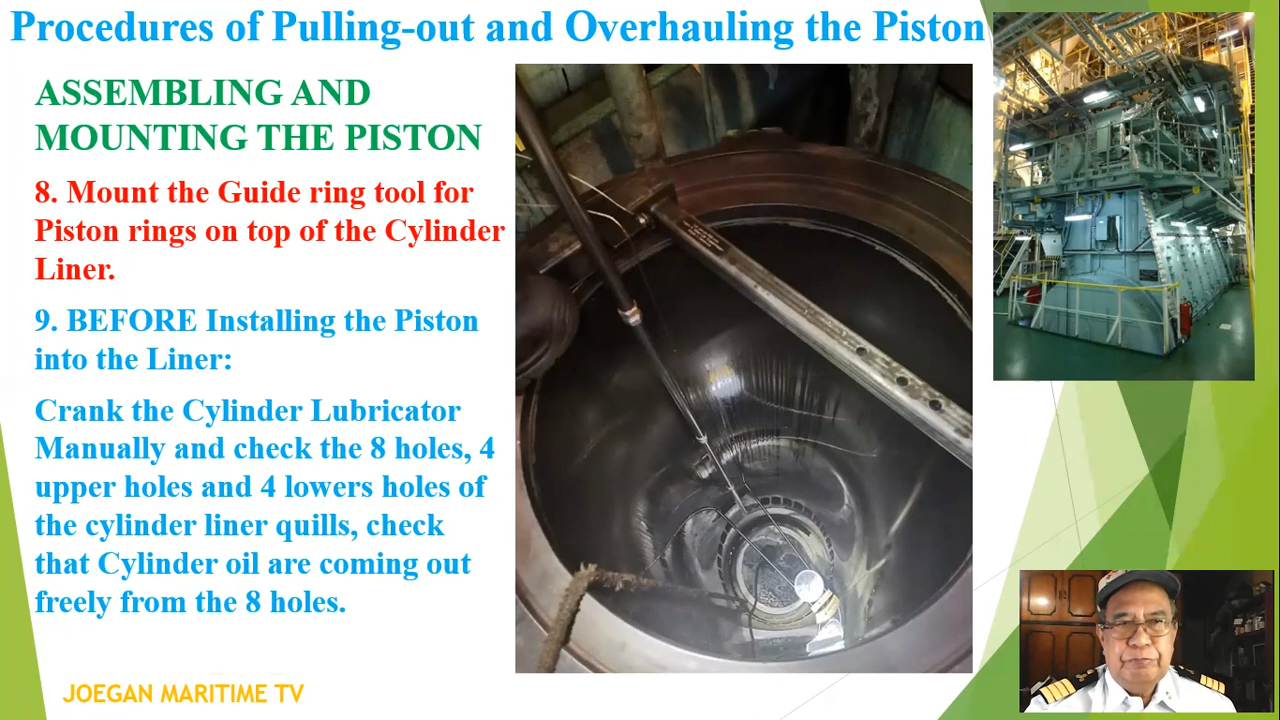 Procedures of Pulling-out and Overhauling the Piston
ASSEMBLING AND
MOUNTING THE PISTON
8. Mount the Guide ring tool for
Piston rings on top of the Cylinder
Liner.
9. BEFORE Installing the Piston
into the Liner:
Crank the Cylinder Lubricator
Manually and check the 8 holes, 4
upper holes and 4 lowers holes of
the cylinder liner quills, check
that Cylinder oil are coming out
freely from the 8 holes.
JOEGAN MARITIME TV